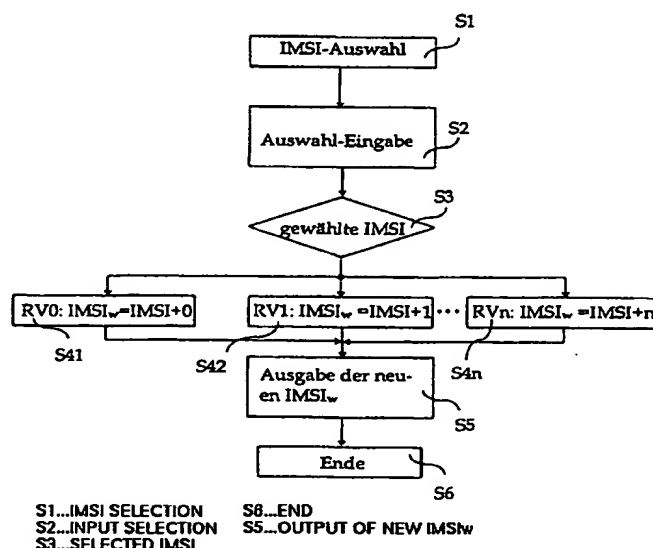 S1
IMSI-Auswahl
S2
Auswahl-Eingabe
S3
gewählte IMSI
RV0: IMSIw=IMSI+0
RV1: IMSIw =IMSI+1
...
RVn: IMSIw =IMSI+n
S41
S42
S4n
Ausgabe der neu-
en IMSIw
S5
Ende
S6
S1...IMSI SELECTION S6...END
S2...INPUT SELECTION S5...OUTPUT OF NEW IMSIw
S3...SELECTED IMSI